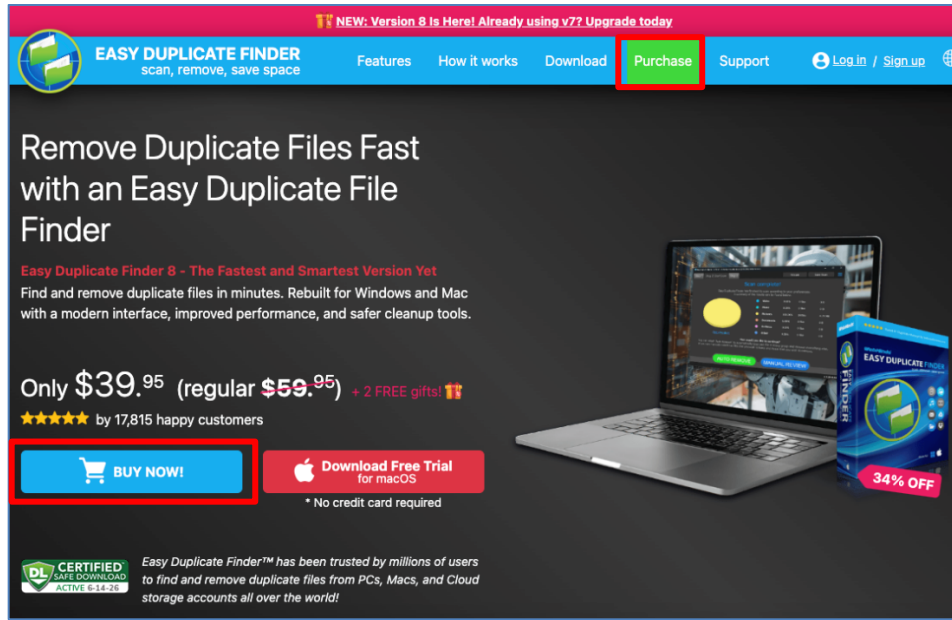 NEW: Version 8 Is Here! Already using v7? Upgrade today
EASY DUPLICATE FINDER
scan, remove, save space
Features
How it works
Download
Purchase
Support
Log in / Sign up
Remove Duplicate Files Fast
with an Easy Duplicate File
Finder
Easy Duplicate Finder 8 - The Fastest and Smartest Version Yet
Find and remove duplicate files in minutes. Rebuilt for Windows and Mac
with a modern interface, improved performance, and safer cleanup tools.
Only $39.95 (regular $59.95) + 2 FREE gifts!
by 17,815 happy customers
BUY NOW!
Download Free Trial
for macOS
* No credit card required
AUTO REMOVE
MANUAL REVIEW
EASY DUPLICATE FINDER
FINDER
34% OFF
DL CERTIFIED
SAFE DOWNLOAD
ACTIVE 6-14-26
Easy Duplicate Finder™ has been trusted by millions of users
to find and remove duplicate files from PCs, Macs, and Cloud
storage accounts all over the world!